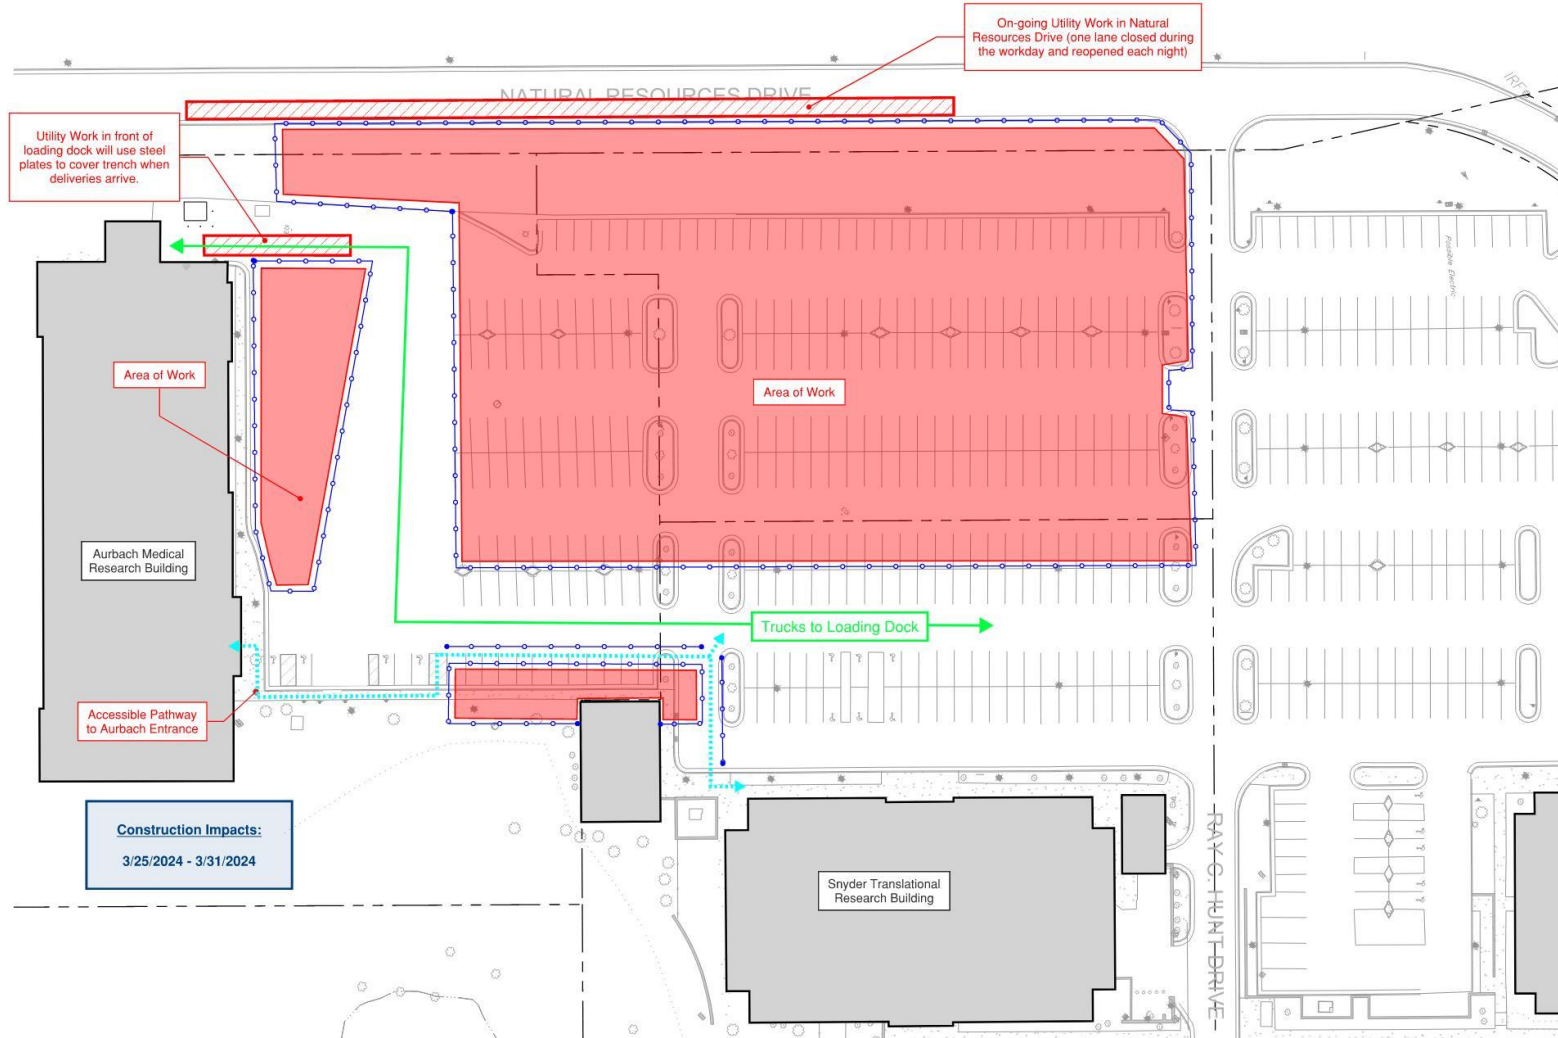 On-going Utility Work in Natural
Resources Drive (one lane closed during
the workday and reopened each night)
NATURAL RESOURCES DRIVE
Utility Work in front of
loading dock will use steel
plates to cover trench when
deliveries arrive.
Possible Electric
Area of Work
Area of Work
Aurbach Medical
Research Building
Trucks to Loading Dock
Accessible Pathway
to Aurbach Entrance
Construction Impacts:
3/25/2024 - 3/31/2024
Snyder Translational
Research Building
RAY C. HUNT DRIVE